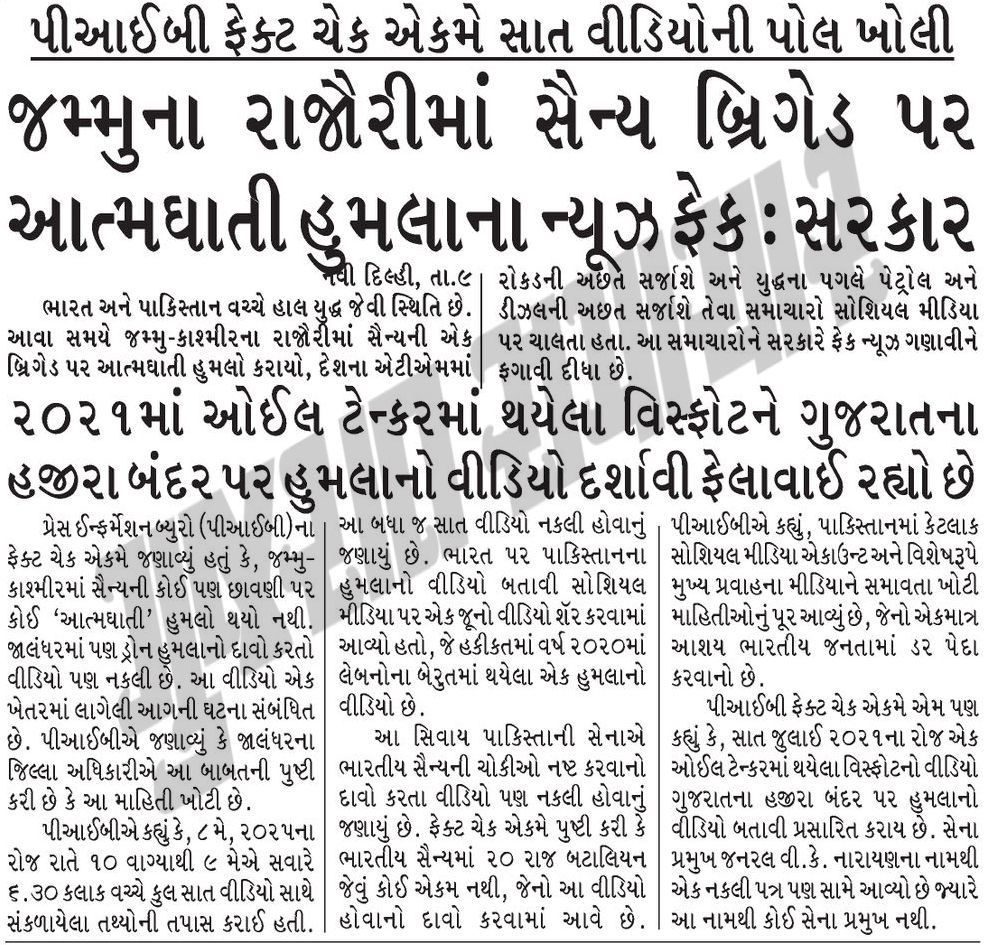 પીઆઈબી ફેક્ટ ચેક એકમે સાત વીડિયોની પોલ ખોલી
જમ્મુના રાજૌરીમાં સૈન્ય બ્રિગેડ પર
આત્મઘાતી હુમલાના ન્યૂઝ ફેક : સરકાર
નવી દિલ્હી, તા.૯
ભારત અને પાકિસ્તાન વચ્ચે હાલ યુદ્ધ જેવી સ્થિતિ છે.
આવા સમયે જમ્મુ-કાશ્મીરના રાજૌરીમાં સૈન્યની એક
બ્રિગેડ પર આત્મઘાતી હુમલો કરાયો, દેશના એટીએમમાં
રોકડની અછત સર્જાશે અને યુદ્ધના પગલે પેટ્રોલ અને
ડીઝલની અછત સર્જાશે તેવા સમાચારો સોશિયલ મીડિયા
પર ચાલતા હતા. આ સમાચારોને સરકારે ફેક ન્યૂઝ ગણાવીને
ફગાવી દીધા છે.
૨૦૨૧માં ઓઈલ ટેન્કરમાં થયેલા વિસ્ફોટને ગુજરાતના
હજીરા બંદર પર હુમલાનો વીડિયો દર્શાવી ફેલાવાઈ રહ્યો છે
પ્રેસ ઈન્ફર્મેશન બ્યુરો (પીઆઈબી)ના
ફેક્ટ ચેક એકમે જણાવ્યું હતું કે, જમ્મુ-
કાશ્મીરમાં સૈન્યની કોઈ પણ છાવણી પર
કોઈ ‘આત્મઘાતી’ હુમલો થયો નથી.
જાલંધરમાં પણ ડ્રોન હુમલાનો દાવો કરતો
વીડિયો પણ નકલી છે. આ વીડિયો એક
ખેતરમાં લાગેલી આગની ઘટના સંબંધિત
છે. પીઆઈબીએ જણાવ્યું કે જાલંધરના
જિલ્લા અધિકારીએ આ બાબતની પુષ્ટી
કરી છે કે આ માહિતી ખોટી છે.
પીઆઈબીએ કહ્યું કે, ૮ મે, ૨૦૨૫ના
રોજ રાતે ૧૦ વાગ્યાથી ૯ મેએ સવારે
૬.૩૦ કલાક વચ્ચે કુલ સાત વીડિયો સાથે
સંકળાયેલા તથ્યોની તપાસ કરાઈ હતી.
આ બધા જ સાત વીડિયો નકલી હોવાનું
જણાયું છે. ભારત પર પાકિસ્તાનના
હુમલાનો વીડિયો બતાવી સોશિયલ
મીડિયા પર એક જૂનો વીડિયો શૅર કરવામાં
આવ્યો હતો, જે હકીકતમાં વર્ષ ૨૦૨૦માં
લેબનોનના બેરુતમાં થયેલા એક હુમલાનો
વીડિયો છે.
આ સિવાય પાકિસ્તાની સેનાએ
ભારતીય સૈન્યની ચોકીઓ નષ્ટ કરવાનો
દાવો કરતા વીડિયો પણ નકલી હોવાનું
જણાયું છે. ફેક્ટ ચેક એકમે પુષ્ટી કરી કે
ભારતીય સૈન્યમાં ૨૦ રાજ બટાલિયન
જેવું કોઈ એકમ નથી, જેનો આ વીડિયો
હોવાનો દાવો કરવામાં આવે છે.
પીઆઈબીએ કહ્યું, પાકિસ્તાનમાં કેટલાક
સોશિયલ મીડિયા એકાઉન્ટ અને વિશેષરૂપે
મુખ્ય પ્રવાહના મીડિયાને સમાવતા ખોટી
માહિતીઓનું પૂર આવ્યું છે, જેનો એકમાત્ર
આશય ભારતીય જનતામાં ડર પેદા
કરવાનો છે.
પીઆઈબી ફેક્ટ ચેક એકમે એમ પણ
કહ્યું કે, સાત જુલાઈ ૨૦૨૧ના રોજ એક
ઓઈલ ટેન્કરમાં થયેલા વિસ્ફોટનો વીડિયો
ગુજરાતના હજીરા બંદર પર હુમલાનો
વીડિયો બતાવી પ્રસારિત કરાય છે. સેના
પ્રમુખ જનરલ વી.કે. નારાયણના નામથી
એક નકલી પત્ર પણ સામે આવ્યો છે જ્યારે
આ નામથી કોઈ સેના પ્રમુખ નથી.
ગુજરાત સમાચાર